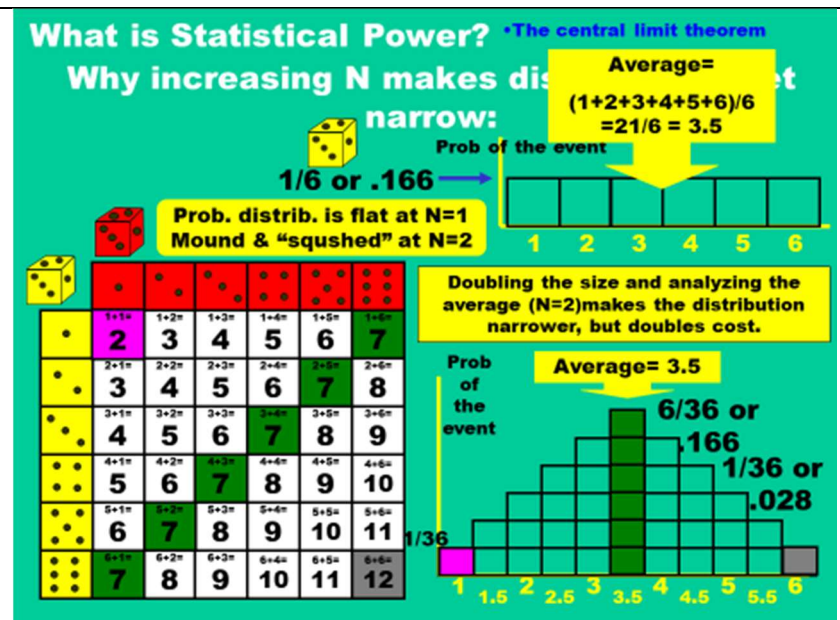 What is Statistical Power? •The central limit theorem
Why increasing N makes dis et
narrow:
Average=
(1+2+3+4+5+6)/6
=21/6 = 3.5
Prob of the event
1/6 or .166
1 2 3 4 5 6
Prob. distrib. is flat at N=1
Mound & "squshed" at N=2
1+1= 1+2= 1+3= 1+4= 1+5= 1+6=
2 3 4 5 6 7
2+1= 2+2= 2+3= 2+4= 2+5= 2+6=
3 4 5 6 7 8
3+1= 3+2= 3+3= 3+4= 3+5= 3+6=
4 5 6 7 8 9
4+1= 4+2= 4+3= 4+4= 4+5= 4+6=
5 6 7 8 9 10
5+1= 5+2= 5+3= 5+4= 5+5= 5+6=
6 7 8 9 10 11
6+1= 6+2= 6+3= 6+4= 6+5= 6+6=
7 8 9 10 11 12
Doubling the size and analyzing the
average (N=2)makes the distribution
narrower, but doubles cost.
Prob
of
the
event
Average= 3.5
6/36 or
.166
1/36 or
.028
1/36
1 1.5 2 2.5 3 3.5 4 4.5 5 5.5 6